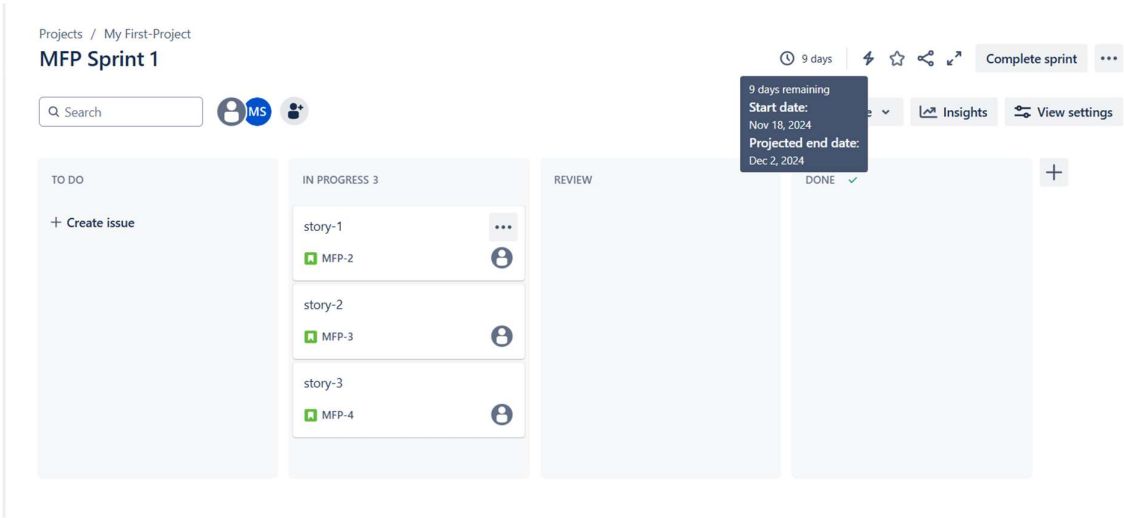 Projects / My First-Project
MFP Sprint 1
9 days
Complete sprint
9 days remaining
Start date:
Nov 18, 2024
Projected end date:
Dec 2, 2024
Search
MS
Insights
View settings
TO DO
IN PROGRESS 3
REVIEW
DONE
+ Create issue
story-1
MFP-2
story-2
MFP-3
story-3
MFP-4